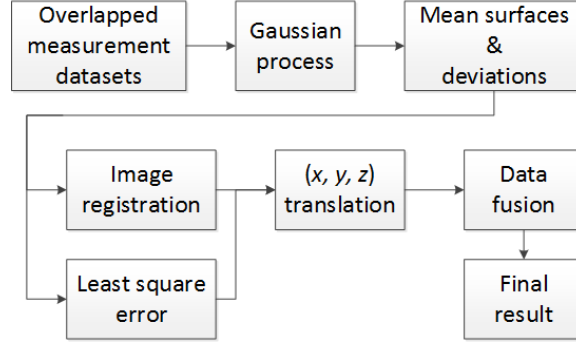 Overlapped
measurement
datasets
Gaussian
process
Mean surfaces
&
deviations
Image
registration
(x, y, z)
translation
Data
fusion
Least square
error
Final
result